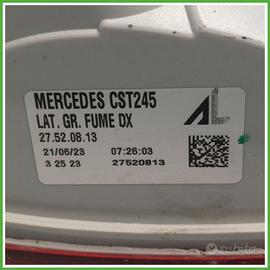 MERCEDES CST245
LAT. GR. FUME DX
27.52.08.13
21/06/23 07:26:03
3 25 23 27520813
subito